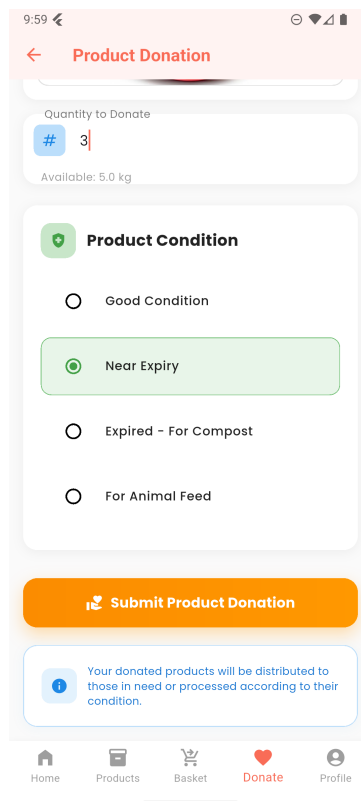 9:59
Product Donation
Quantity to Donate
# 3
Available: 5.0 kg
Product Condition
Good Condition
Near Expiry
Expired - For Compost
For Animal Feed
Submit Product Donation
Your donated products will be distributed to
those in need or processed according to their
condition.
Home Products Basket Donate Profile